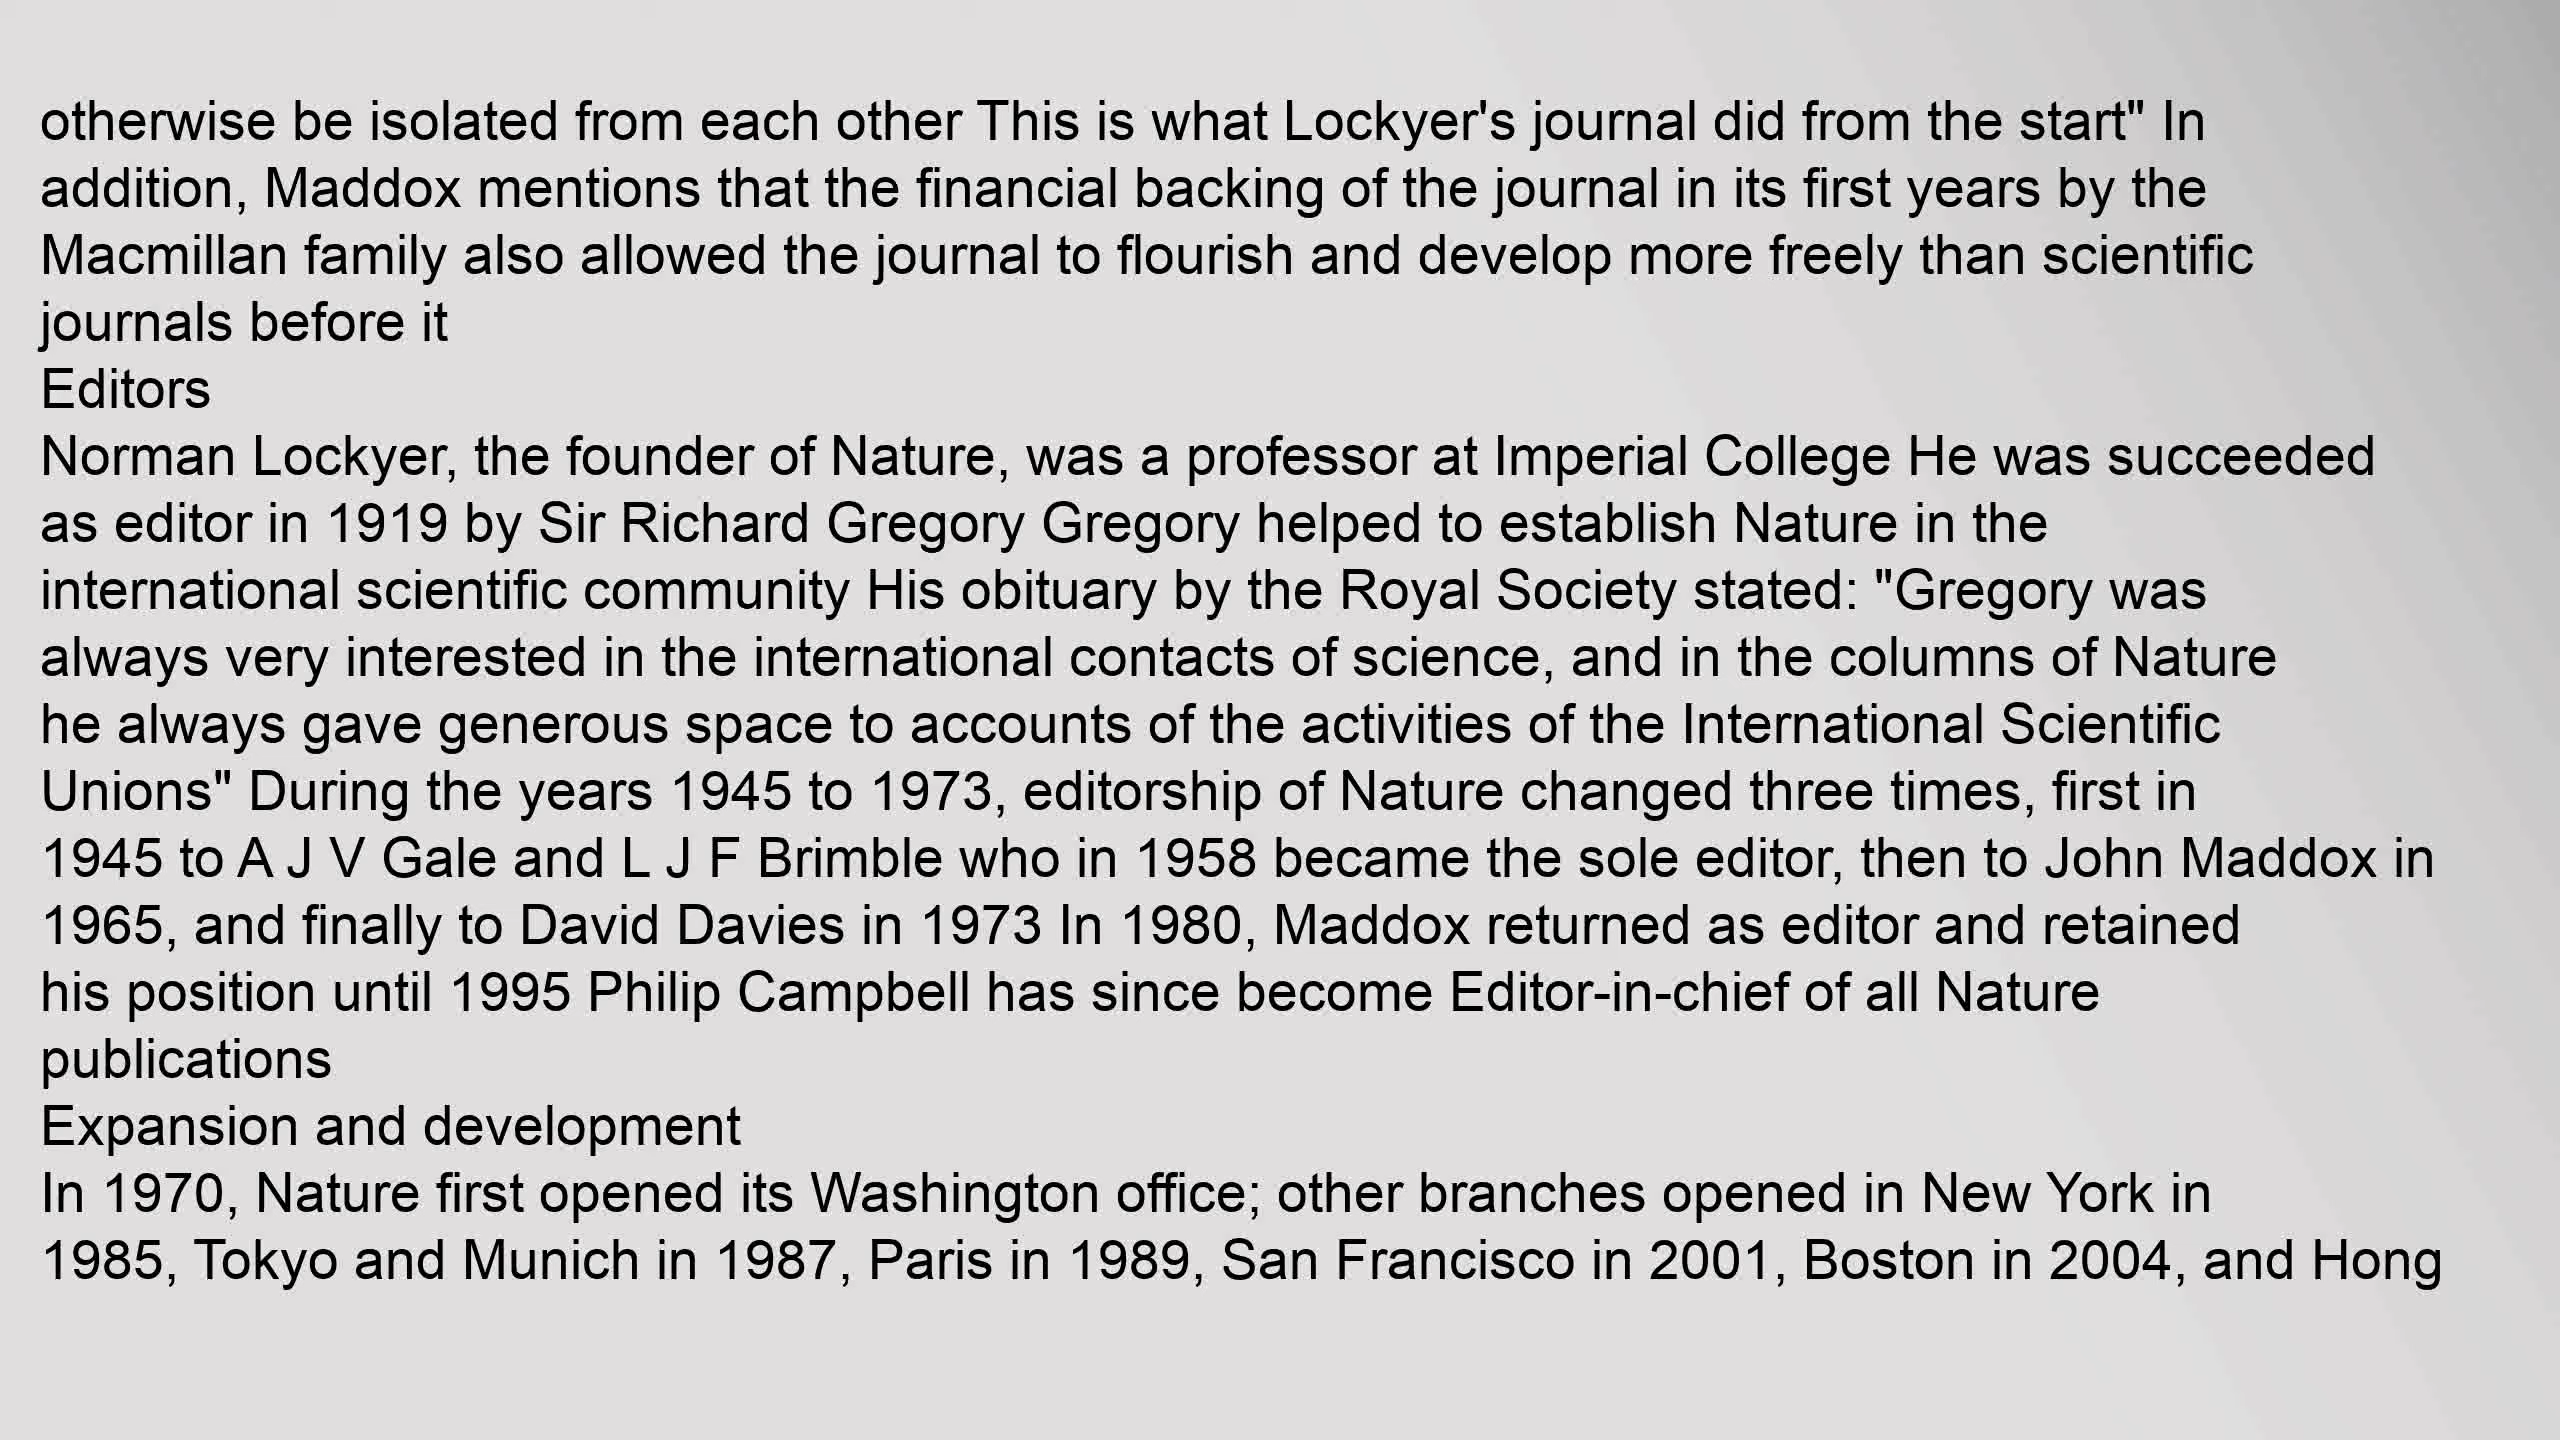 otherwise be isolated from each other This is what Lockyer's journal did from the start" In
addition, Maddox mentions that the financial backing of the journal in its first years by the
Macmillan family also allowed the journal to flourish and develop more freely than scientific
journals before it
Editors
Norman Lockyer, the founder of Nature, was a professor at Imperial College He was succeeded
as editor in 1919 by Sir Richard Gregory Gregory helped to establish Nature in the
international scientific community His obituary by the Royal Society stated: "Gregory was
always very interested in the international contacts of science, and in the columns of Nature
he always gave generous space to accounts of the activities of the International Scientific
Unions" During the years 1945 to 1973, editorship of Nature changed three times, first in
1945 to A J V Gale and L J F Brimble who in 1958 became the sole editor, then to John Maddox in
1965, and finally to David Davies in 1973 In 1980, Maddox returned as editor and retained
his position until 1995 Philip Campbell has since become Editor-in-chief of all Nature
publications
Expansion and development
In 1970, Nature first opened its Washington office; other branches opened in New York in
1985, Tokyo and Munich in 1987, Paris in 1989, San Francisco in 2001, Boston in 2004, and Hong